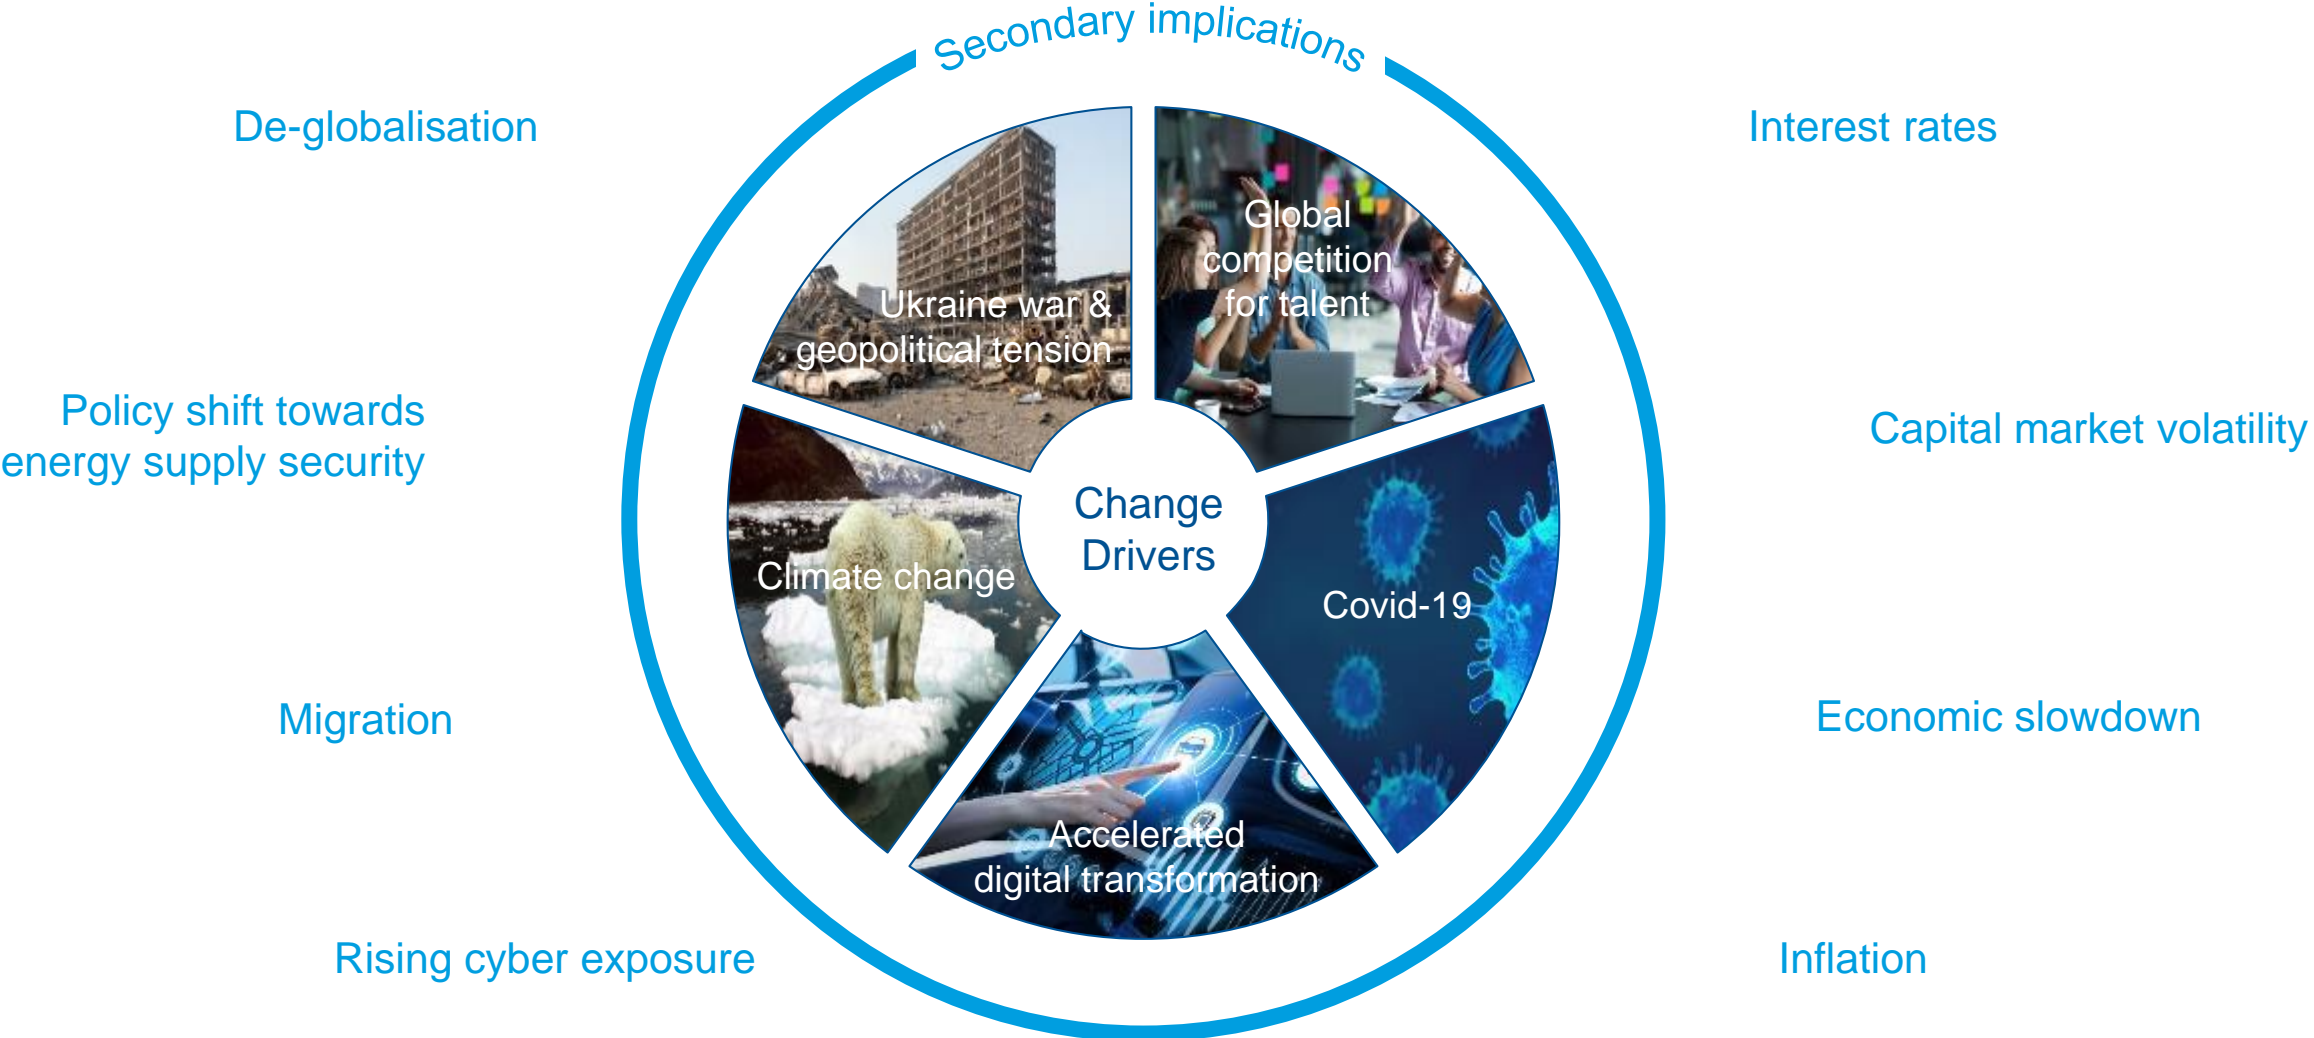 Secondary implications
De-globalisation
Interest rates
Global
competition
for talent
Ukraine war &
geopolitical tension
Policy shift towards
energy supply security
Capital market volatility
Change
Drivers
Climate change
Covid-19
Migration
Economic slowdown
Accelerated
digital transformation
Rising cyber exposure
Inflation